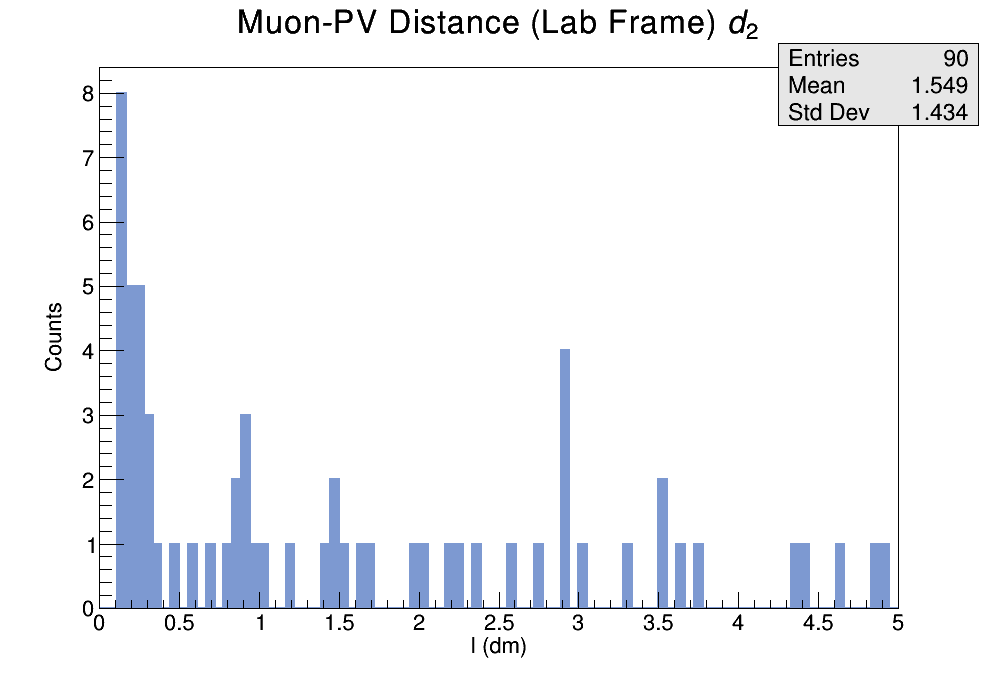 Muon-PV Distance (Lab Frame) d₂
Entries 90
Mean 1.549
Std Dev 1.434
Counts
8
7
6
5
4
3
2
1
0
0 0.5 1 1.5 2 2.5 3 3.5 4 4.5 5
l (dm)